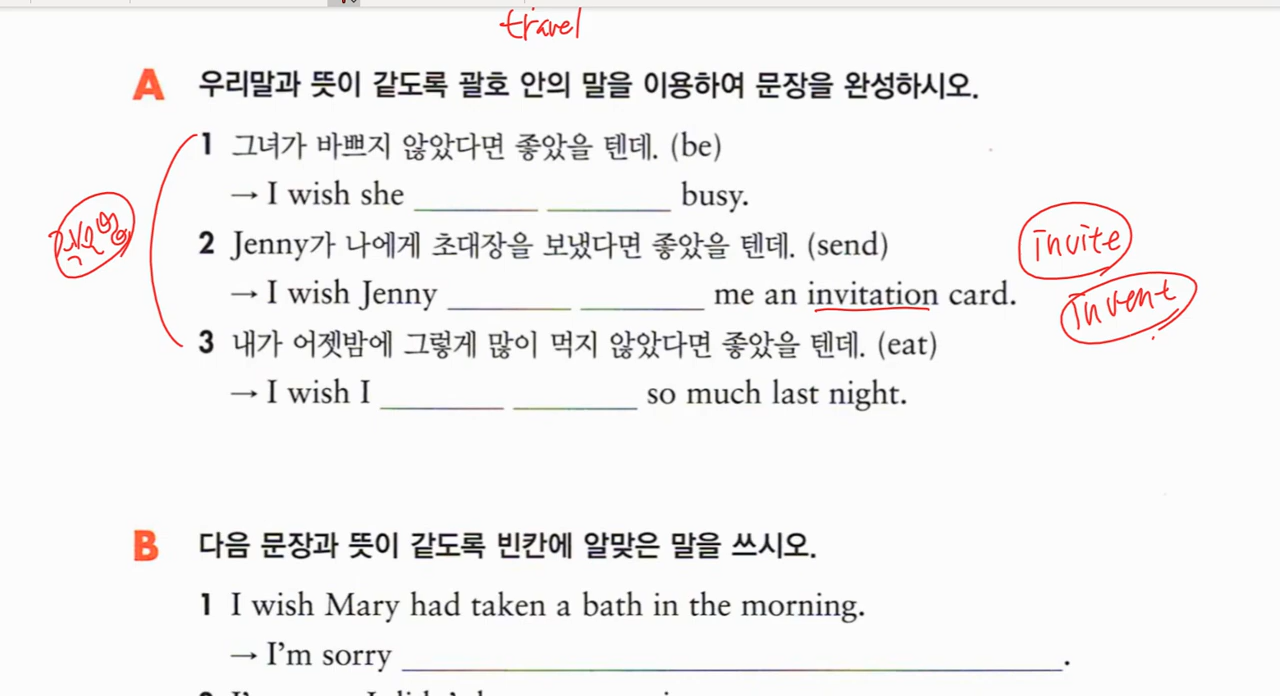 travel
A 우리말과 뜻이 같도록 괄호 안의 말을 이용하여 문장을 완성하시오.
1 그녀가 바쁘지 않았다면 좋았을 텐데. (be)
→ I wish she ________ ________ busy.
2 Jenny가 나에게 초대장을 보냈다면 좋았을 텐데. (send)
invite
→ I wish Jenny ________ ________ me an invitation card.
invent
3 내가 어젯밤에 그렇게 많이 먹지 않았다면 좋았을 텐데. (eat)
→ I wish I ________ ________ so much last night.
B 다음 문장과 뜻이 같도록 빈칸에 알맞은 말을 쓰시오.
1 I wish Mary had taken a bath in the morning.
→ I'm sorry ________________________________________.